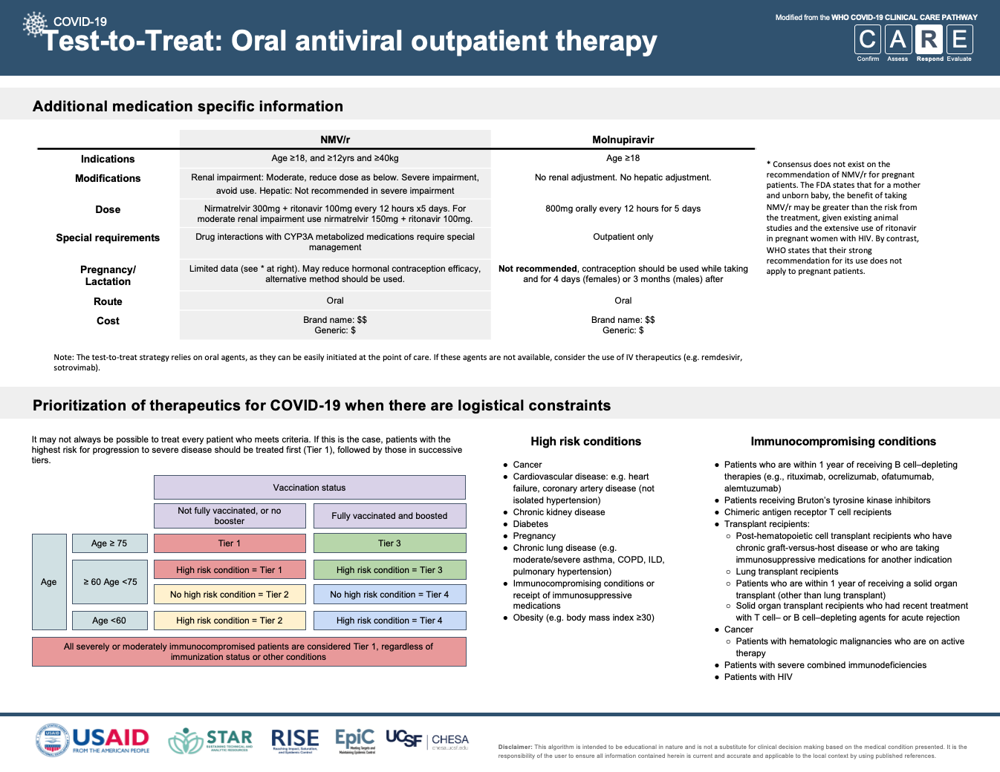 COVID-19
Test-to-Treat: Oral antiviral outpatient therapy
Modified from the WHO COVID-19 CLINICAL CARE PATHWAY
C A R E
Confirm Assess Respond Evaluate
Additional medication specific information
NMV/r Molnupiravir
Indications Age ≥18, and ≥12yrs and ≥40kg Age ≥18
Modifications Renal impairment: Moderate, reduce dose as below. Severe impairment, No renal adjustment. No hepatic adjustment.
avoid use. Hepatic: Not recommended in severe impairment
Dose Nirmatrelvir 300mg + ritonavir 100mg every 12 hours x5 days. For 800mg orally every 12 hours for 5 days
moderate renal impairment use nirmatrelvir 150mg + ritonavir 100mg.
Special requirements Drug interactions with CYP3A metabolized medications require special Outpatient only
management
Pregnancy/ Limited data (see * at right). May reduce hormonal contraception efficacy, Not recommended, contraception should be used while taking
Lactation alternative method should be used. and for 4 days (females) or 3 months (males) after
Route Oral Oral
Cost Brand name: $$ Brand name: $$
Generic: $ Generic: $
* Consensus does not exist on the
recommendation of NMV/r for pregnant
patients. The FDA states that for a mother
and unborn baby, the benefit of taking
NMV/r may be greater than the risk from
the treatment, given existing animal
studies and the extensive use of ritonavir
in pregnant women with HIV. By contrast,
WHO states that their strong
recommendation for its use does not
apply to pregnant patients.
Note: The test-to-treat strategy relies on oral agents, as they can be easily initiated at the point of care. If these agents are not available, consider the use of IV therapeutics (e.g. remdesivir,
sotrovimab).
Prioritization of therapeutics for COVID-19 when there are logistical constraints
It may not always be possible to treat every patient who meets criteria. If this is the case, patients with the
highest risk for progression to severe disease should be treated first (Tier 1), followed by those in successive
tiers.
Vaccination status
Not fully vaccinated, or no
booster
Fully vaccinated and boosted
Age
Age ≥ 75 Tier 1 Tier 3
≥ 60 Age <75
High risk condition = Tier 1 High risk condition = Tier 3
No high risk condition = Tier 2 No high risk condition = Tier 4
Age <60 High risk condition = Tier 2 High risk condition = Tier 4
All severely or moderately immunocompromised patients are considered Tier 1, regardless of
immunization status or other conditions
High risk conditions
● Cancer
● Cardiovascular disease: e.g. heart
failure, coronary artery disease (not
isolated hypertension)
● Chronic kidney disease
● Diabetes
● Pregnancy
● Chronic lung disease (e.g.
moderate/severe asthma, COPD, ILD,
pulmonary hypertension)
● Immunocompromising conditions or
receipt of immunosuppressive
medications
● Obesity (e.g. body mass index ≥30)
Immunocompromising conditions
● Patients who are within 1 year of receiving B cell–depleting
therapies (e.g., rituximab, ocrelizumab, ofatumumab,
alemtuzumab)
● Patients receiving Bruton's tyrosine kinase inhibitors
● Chimeric antigen receptor T cell recipients
● Transplant recipients:
○ Post-hematopoietic cell transplant recipients who have
chronic graft-versus-host disease or who are taking
immunosuppressive medications for another indication
○ Lung transplant recipients
○ Patients who are within 1 year of receiving a solid organ
transplant (other than lung transplant)
○ Solid organ transplant recipients who had recent treatment
with T cell– or B cell–depleting agents for acute rejection
● Cancer
○ Patients with hematologic malignancies who are on active
therapy
● Patients with severe combined immunodeficiencies
● Patients with HIV
USAID
FROM THE AMERICAN PEOPLE
STAR
SUSTAINING TECHNICAL AND
ANALYTIC RESOURCES
RISE
Reaching Impact, Saturation,
and Epidemic Control
EpiC
Meeting Targets and
Maintaining Epidemic Control
UCSF CHESA
chesa.ucsf.edu
Disclaimer: This algorithm is intended to be educational in nature and is not a substitute for clinical decision making based on the medical condition presented. It is the
responsibility of the user to ensure all information contained herein is current and accurate and applicable to the local context by using published references.